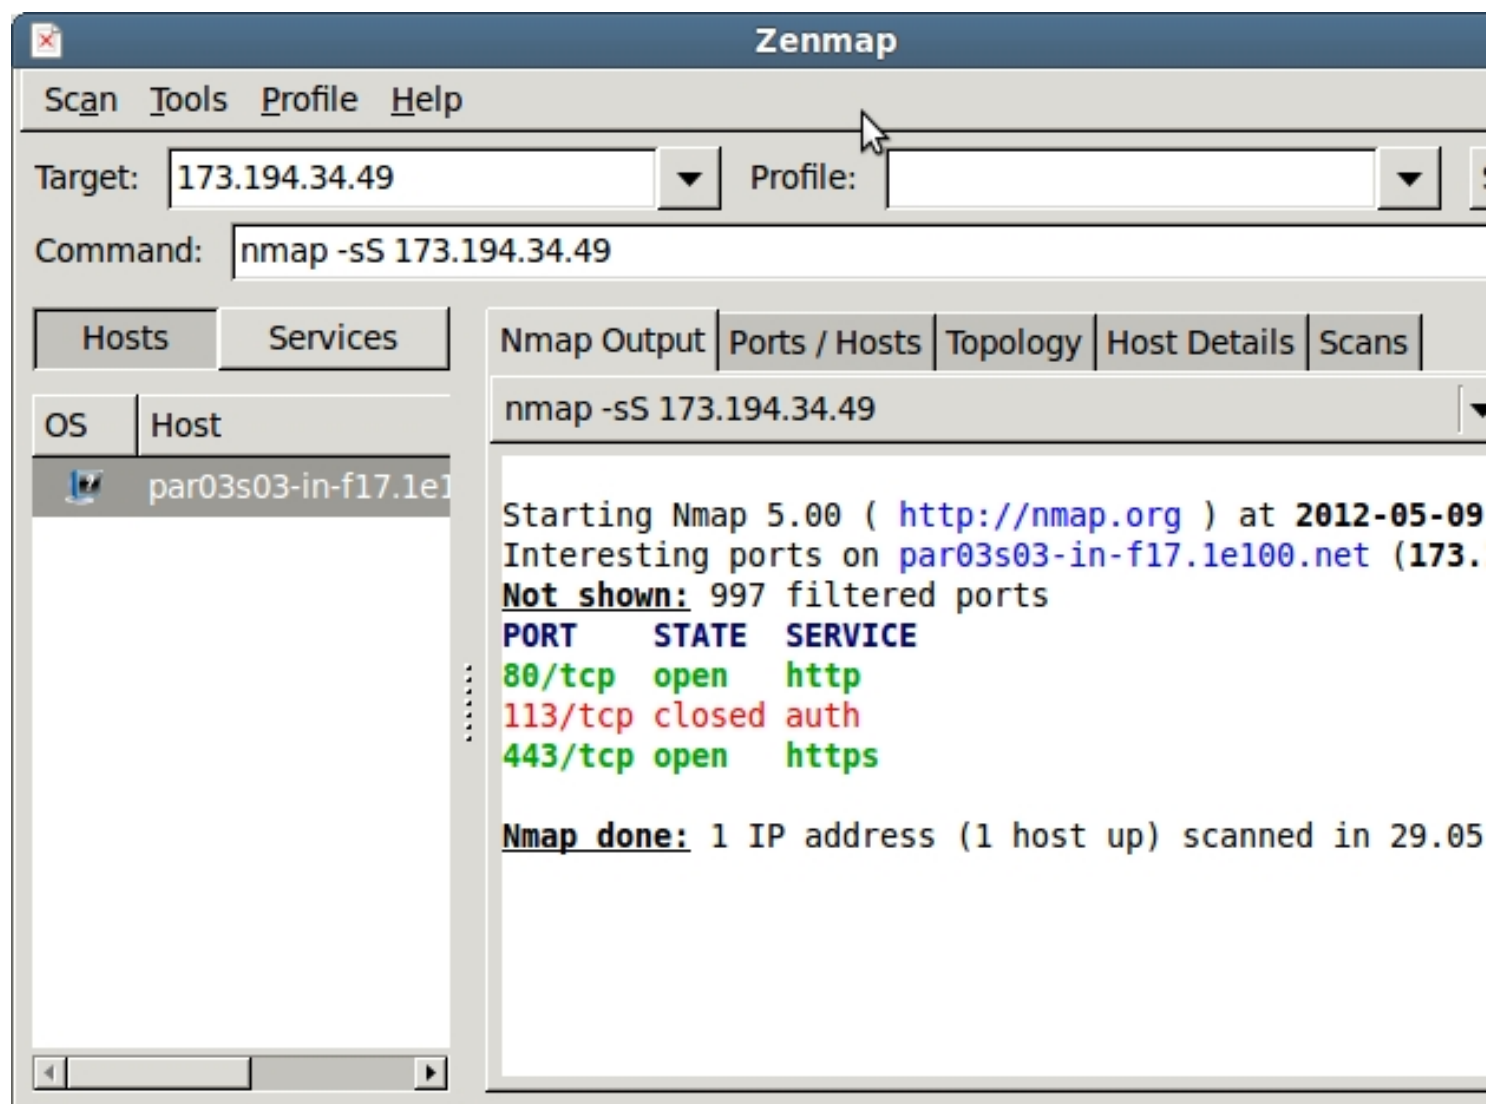 Zenmap
Scan Tools Profile Help
Target: 173.194.34.49 Profile:
Command: nmap -sS 173.194.34.49
Hosts Services
Nmap Output Ports / Hosts Topology Host Details Scans
OS Host
nmap -sS 173.194.34.49
par03s03-in-f17.1e1
Starting Nmap 5.00 ( http://nmap.org ) at 2012-05-09
Interesting ports on par03s03-in-f17.1e100.net (173.
Not shown: 997 filtered ports
PORT STATE SERVICE
80/tcp open http
113/tcp closed auth
443/tcp open https
Nmap done: 1 IP address (1 host up) scanned in 29.05